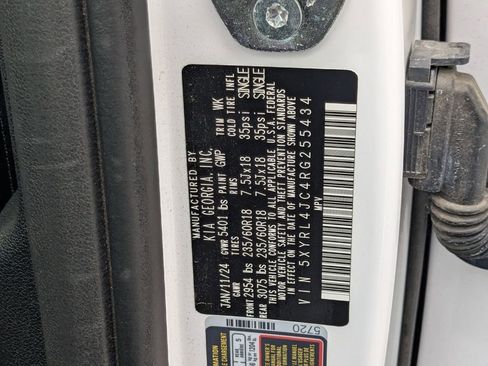 MANUFACTURED BY
KIA GEORGIA, INC.
JAN/11/24 GVWR 5401 lbs PAINT GWP TRIM WK
GAWR TIRES RIMS COLD TIRE INFL
FRONT 2954 lbs 235/60R18 7.5Jx18 35psi SINGLE
REAR 3075 lbs 235/60R18 7.5Jx18 35psi SINGLE
THIS VEHICLE CONFORMS TO ALL APPLICABLE U.S.A. FEDERAL
MOTOR VEHICLE SAFETY AND THEFT PREVENTION STANDARDS
IN EFFECT ON THE DATE OF MANUFACTURE SHOWN ABOVE.
VIN 5XYRL4JC4RG255434
MPV
5720